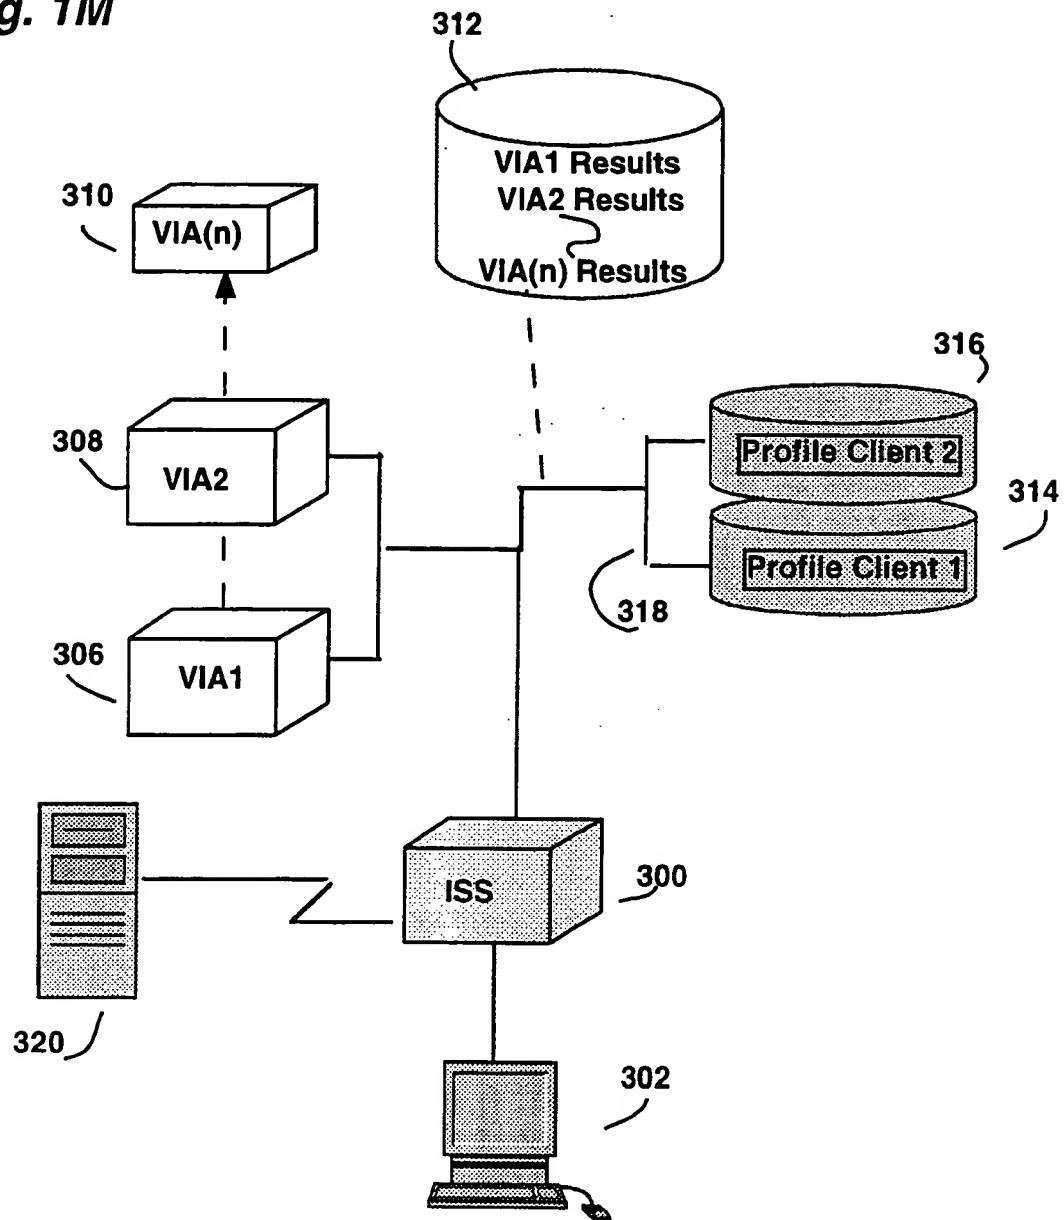 g. 1M
312
VIA1 Results
VIA2 Results
VIA(n) Results
310
VIA(n)
316
Profile Client 2
308
VIA2
314
Profile Client 1
318
306
VIA1
ISS
300
320
302